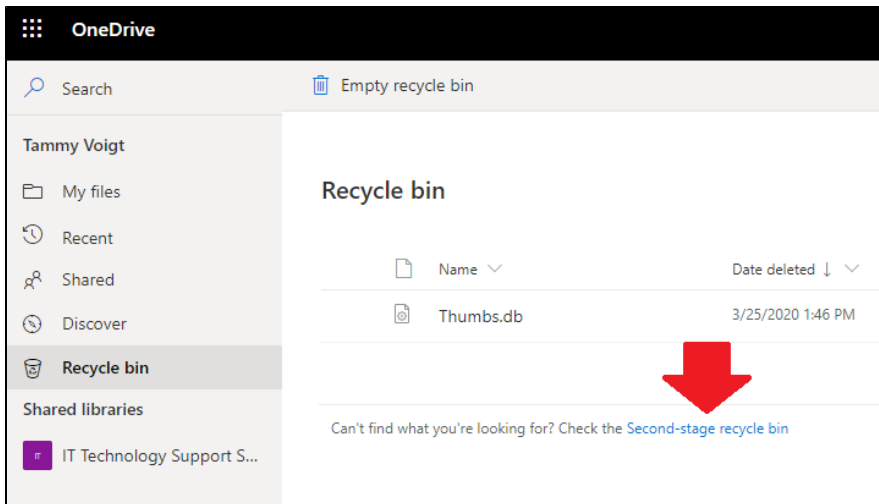 OneDrive
Search
Empty recycle bin
Tammy Voigt
My files
Recent
Shared
Discover
Recycle bin
Shared libraries
IT
IT Technology Support S...
Recycle bin
Name
Date deleted
Thumbs.db
3/25/2020 1:46 PM
Can't find what you're looking for? Check the Second-stage recycle bin